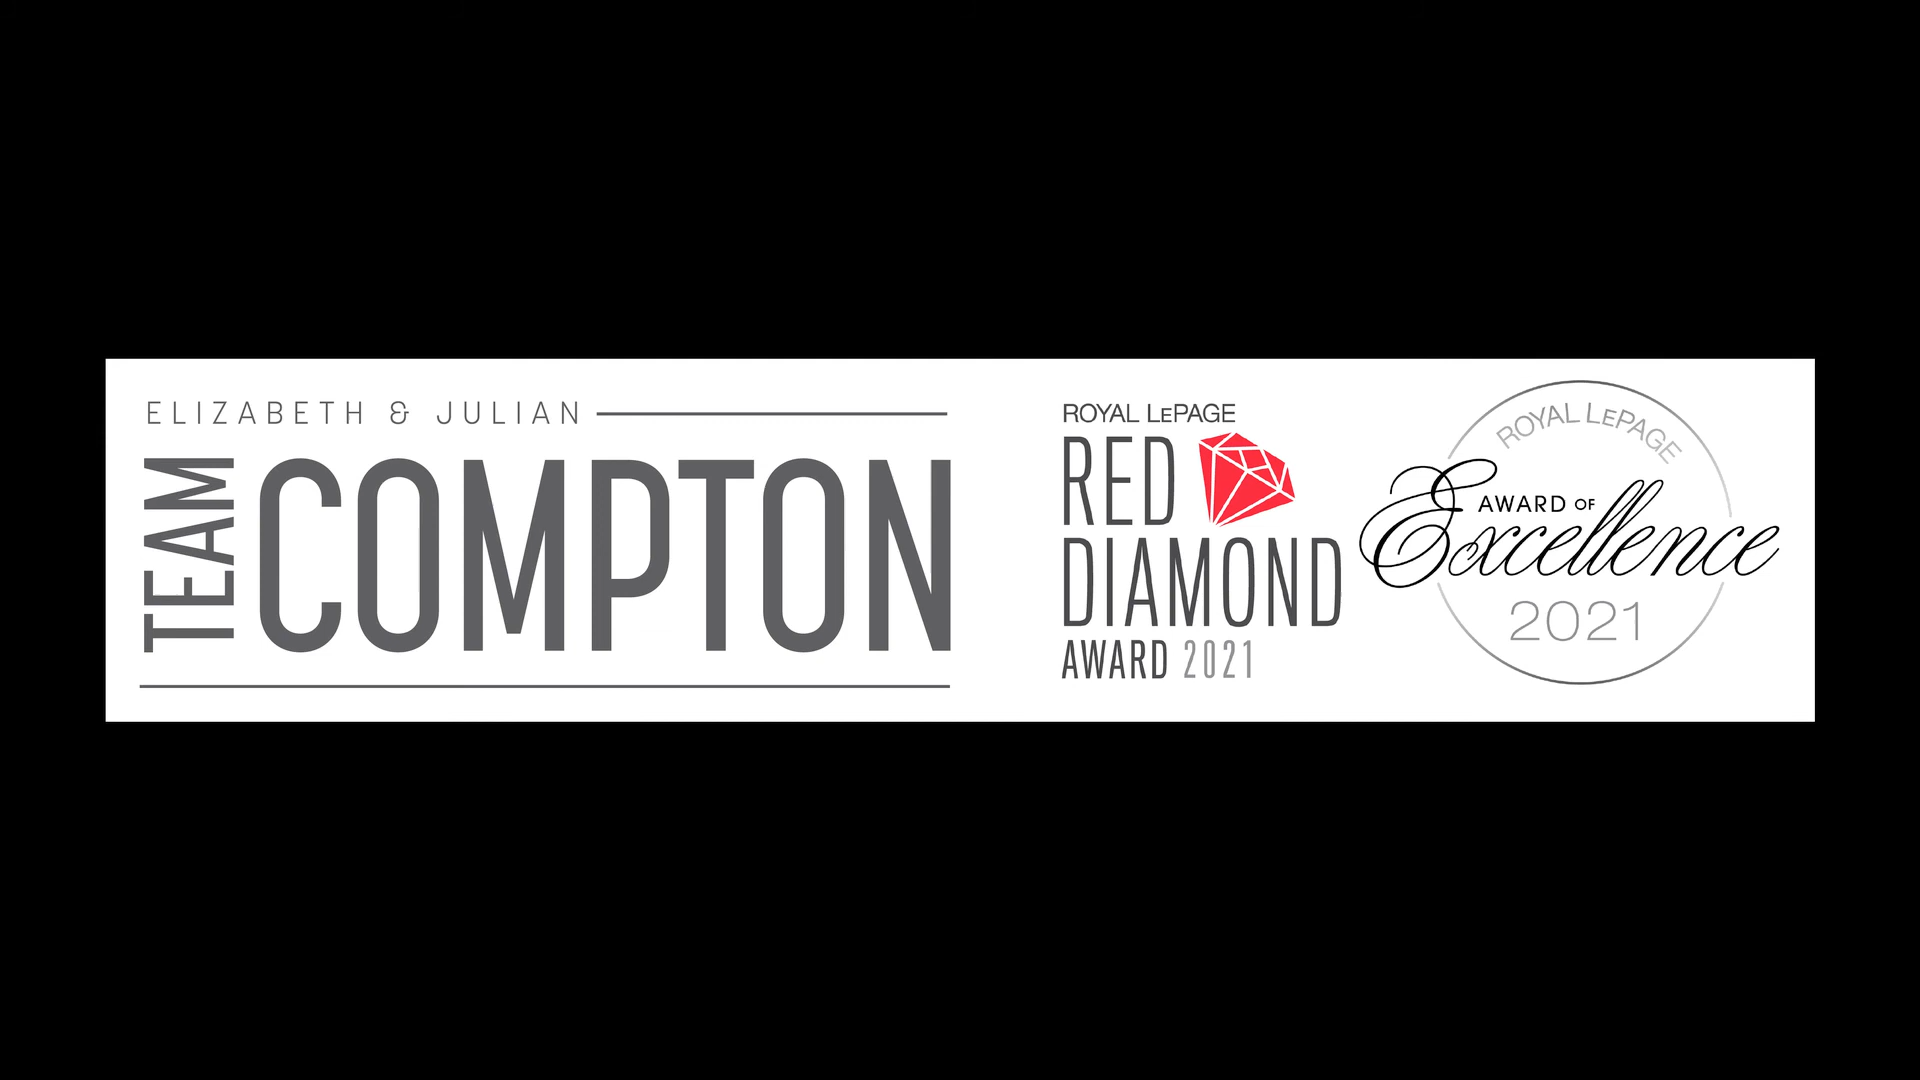 ELIZABETH & JULIAN
TEAM
COMPTON
ROYAL LEPAGE
RED
DIAMOND
AWARD 2021
ROYAL LEPAGE
AWARD OF
Excellence
2021